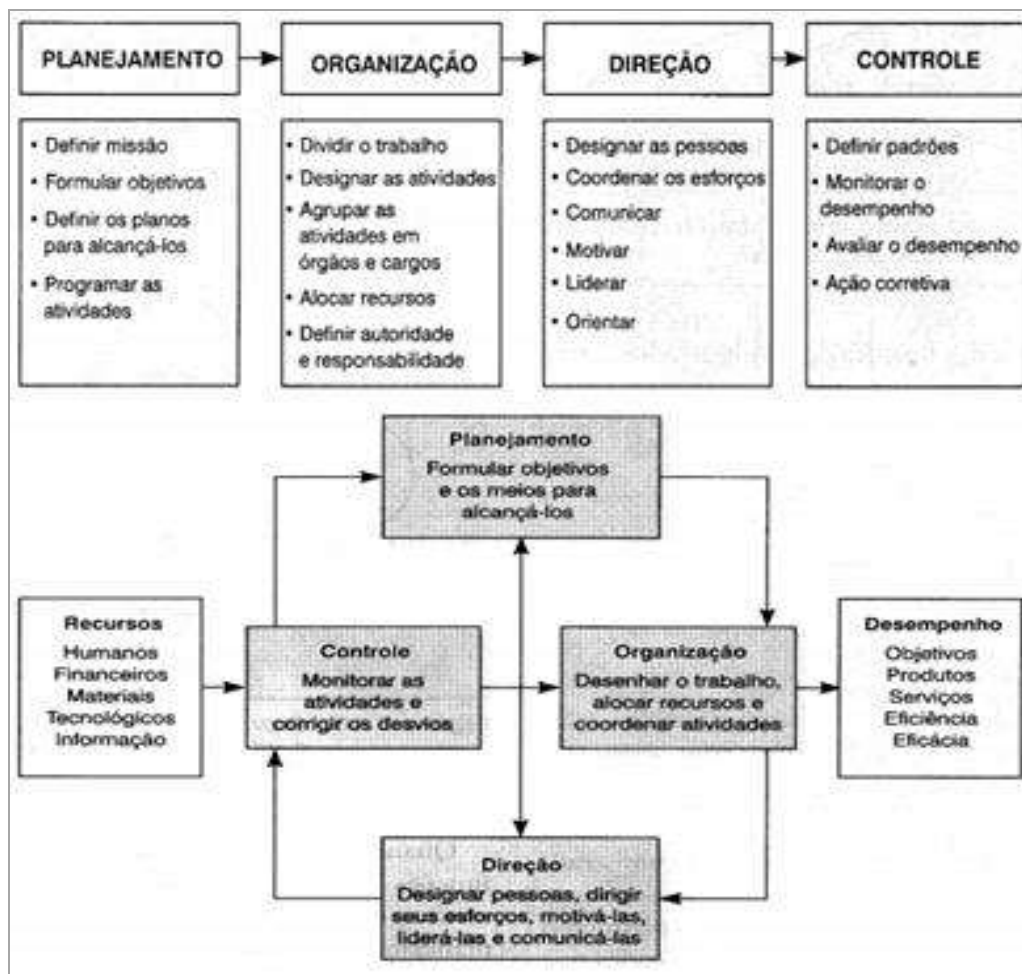 PLANEJAMENTO
ORGANIZAÇÃO
DIREÇÃO
CONTROLE
• Definir missão
• Formular objetivos
• Definir os planos
para alcançá-los
• Programar as
atividades
• Dividir o trabalho
• Designar as atividades
• Agrupar as
atividades em
órgãos e cargos
• Alocar recursos
• Definir autoridade
e responsabilidade
• Designar as pessoas
• Coordenar os esforços
• Comunicar
• Motivar
• Liderar
• Orientar
• Definir padrões
• Monitorar o
desempenho
• Avaliar o desempenho
• Ação corretiva
Planejamento
Formular objetivos
e os meios para
alcançá-los
Recursos
Humanos
Financeiros
Materiais
Tecnológicos
Informação
Controle
Monitorar as
atividades e
corrigir os desvios
Organização
Desenhar o trabalho,
alocar recursos e
coordenar atividades
Desempenho
Objetivos
Produtos
Serviços
Eficiência
Eficácia
Direção
Designar pessoas, dirigir
seus esforços, motivá-las,
liderá-las e comunicá-las